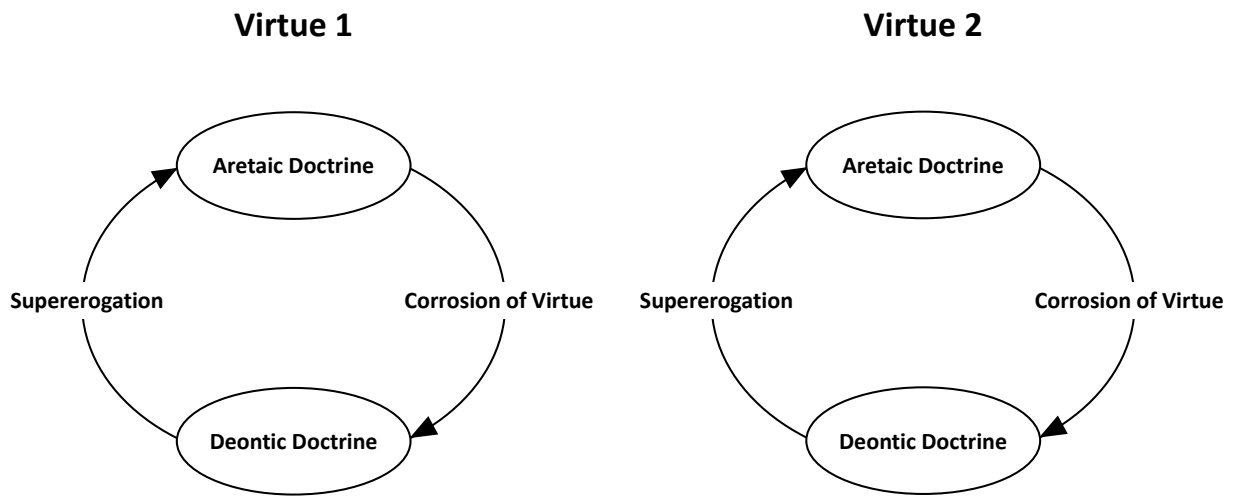 Virtue 1
Virtue 2
Aretaic Doctrine
Aretaic Doctrine
Supererogation
Corrosion of Virtue
Supererogation
Corrosion of Virtue
Deontic Doctrine
Deontic Doctrine